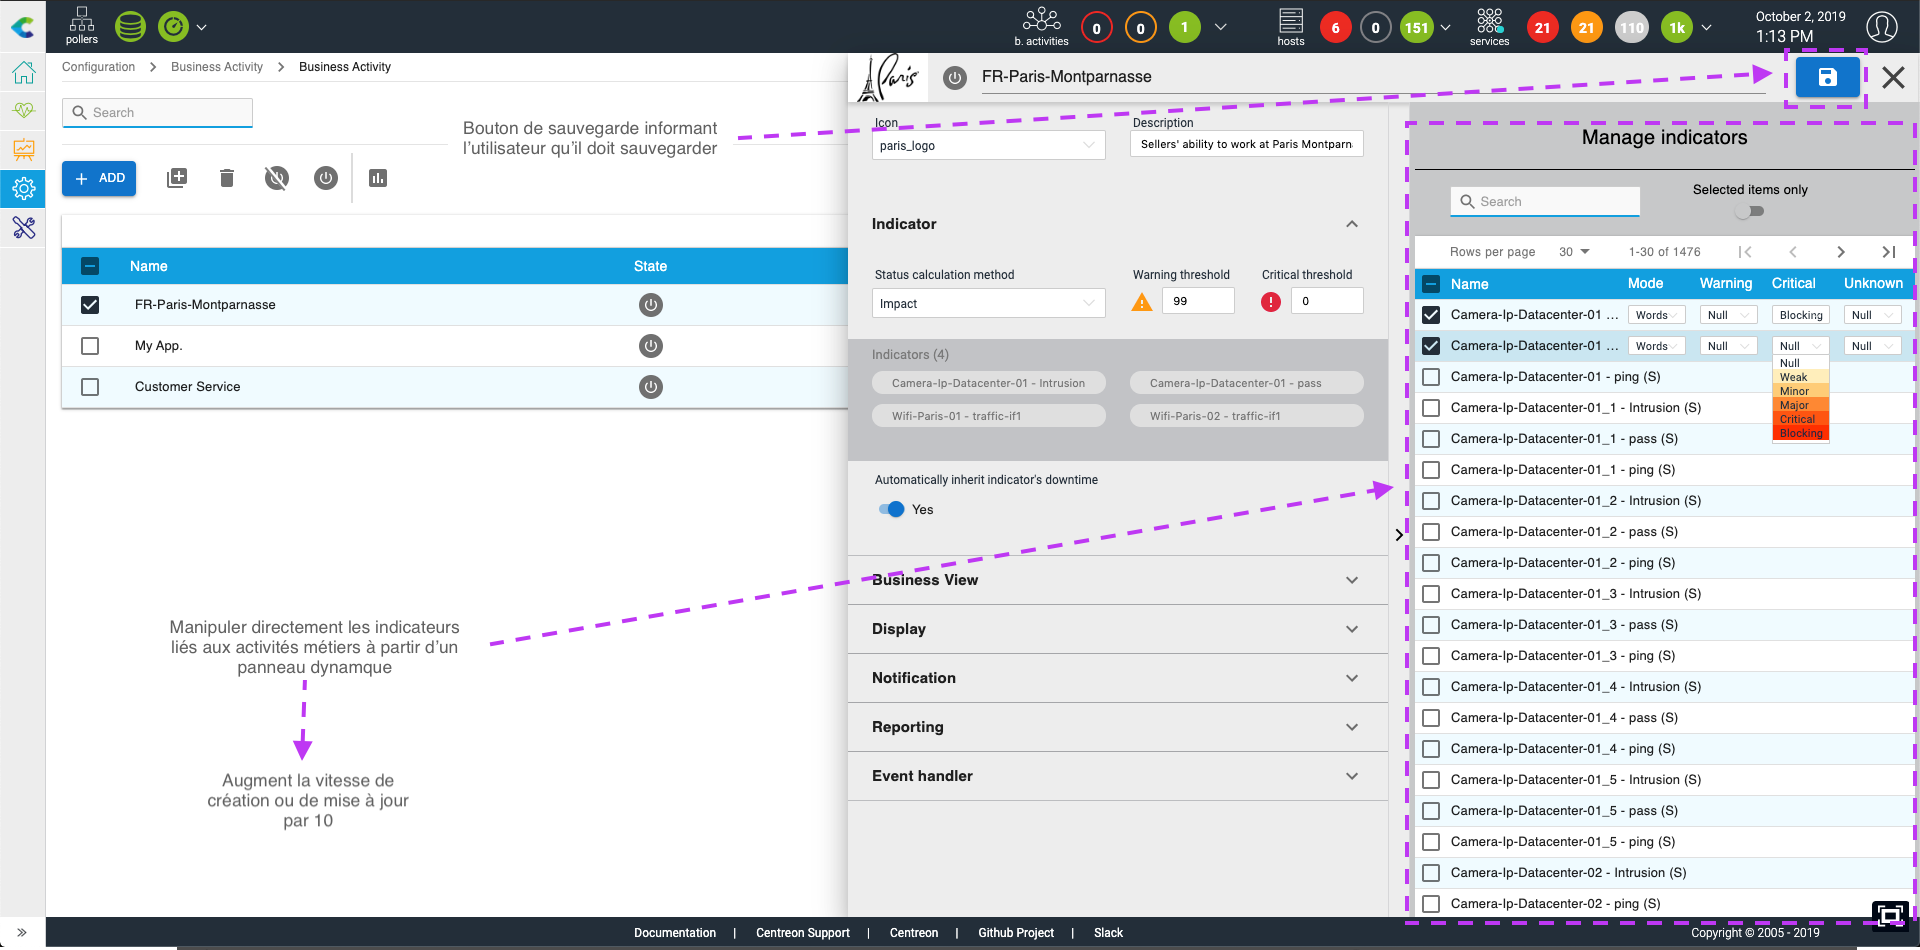 pollers
b. activities
0
0
1
hosts
6
0
151
services
21
21
110
1k
October 2, 2019
1:13 PM
Configuration > Business Activity > Business Activity
Search
Bouton de sauvegarde informant
l'utilisateur qu'il doit sauvegarder
+ ADD
Name State
FR-Paris-Montparnasse
My App.
Customer Service
Manipuler directement les indicateurs
liés aux activités métiers à partir d'un
panneau dynamque
Augment la vitesse de
création ou de mise à jour
par 10
Paris
FR-Paris-Montparnasse
Icon Description
paris_logo Sellers' ability to work at Paris Montparn
Indicator
Status calculation method Warning threshold Critical threshold
Impact 99 0
Indicators (4)
Camera-Ip-Datacenter-01 - Intrusion Camera-Ip-Datacenter-01 - pass
Wifi-Paris-01 - traffic-if1 Wifi-Paris-02 - traffic-if1
Automatically inherit indicator's downtime
Yes
Business View
Display
Notification
Reporting
Event handler
Manage indicators
Search Selected items only
Rows per page 30 1-30 of 1476
Name Mode Warning Critical Unknown
Camera-Ip-Datacenter-01 ... Words Null Blocking Null
Camera-Ip-Datacenter-01 ... Words Null Null Null
Null
Weak
Minor
Major
Critical
Blocking
Camera-Ip-Datacenter-01 - ping (S)
Camera-Ip-Datacenter-01_1 - Intrusion (S)
Camera-Ip-Datacenter-01_1 - pass (S)
Camera-Ip-Datacenter-01_1 - ping (S)
Camera-Ip-Datacenter-01_2 - Intrusion (S)
Camera-Ip-Datacenter-01_2 - pass (S)
Camera-Ip-Datacenter-01_2 - ping (S)
Camera-Ip-Datacenter-01_3 - Intrusion (S)
Camera-Ip-Datacenter-01_3 - pass (S)
Camera-Ip-Datacenter-01_3 - ping (S)
Camera-Ip-Datacenter-01_4 - Intrusion (S)
Camera-Ip-Datacenter-01_4 - pass (S)
Camera-Ip-Datacenter-01_4 - ping (S)
Camera-Ip-Datacenter-01_5 - Intrusion (S)
Camera-Ip-Datacenter-01_5 - pass (S)
Camera-Ip-Datacenter-01_5 - ping (S)
Camera-Ip-Datacenter-02 - Intrusion (S)
Camera-Ip-Datacenter-02 - ping (S)
Documentation | Centreon Support | Centreon | Github Project | Slack
Copyright © 2005 - 2019